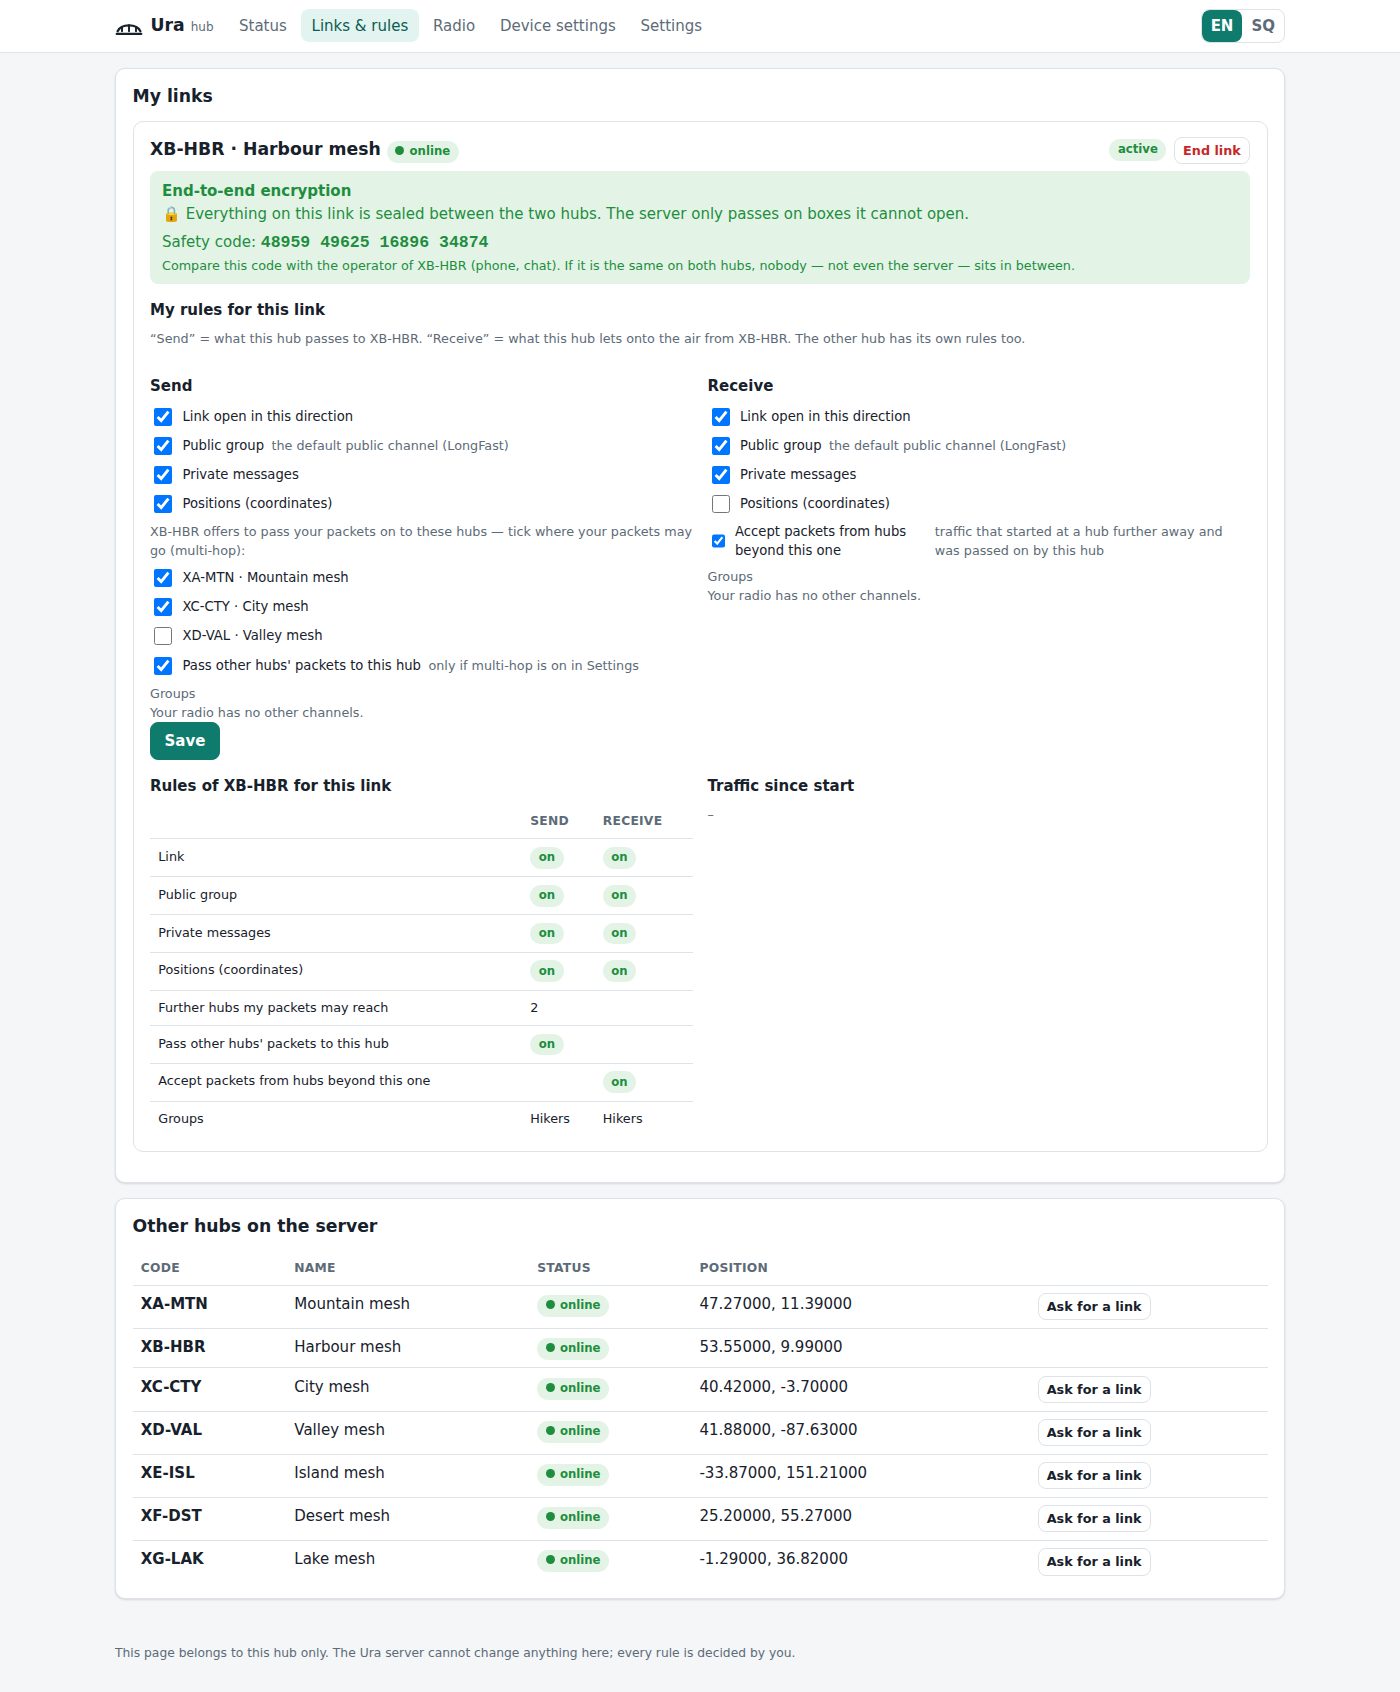 Ura hub Status Links & rules Radio Device settings Settings EN SQ
My links
XB-HBR · Harbour mesh online active End link
End-to-end encryption
🔒 Everything on this link is sealed between the two hubs. The server only passes on boxes it cannot open.
Safety code: 48959 49625 16896 34874
Compare this code with the operator of XB-HBR (phone, chat). If it is the same on both hubs, nobody — not even the server — sits in between.
My rules for this link
“Send” = what this hub passes to XB-HBR. “Receive” = what this hub lets onto the air from XB-HBR. The other hub has its own rules too.
Send
Link open in this direction
Public group the default public channel (LongFast)
Private messages
Positions (coordinates)
XB-HBR offers to pass your packets on to these hubs — tick where your packets may
go (multi-hop):
XA-MTN · Mountain mesh
XC-CTY · City mesh
XD-VAL · Valley mesh
Pass other hubs' packets to this hub only if multi-hop is on in Settings
Groups
Your radio has no other channels.
Receive
Link open in this direction
Public group the default public channel (LongFast)
Private messages
Positions (coordinates)
Accept packets from hubs
beyond this one
traffic that started at a hub further away and
was passed on by this hub
Groups
Your radio has no other channels.
Save
Rules of XB-HBR for this link
SEND RECEIVE
Link on on
Public group on on
Private messages on on
Positions (coordinates) on on
Further hubs my packets may reach 2
Pass other hubs' packets to this hub on
Accept packets from hubs beyond this one on
Groups Hikers Hikers
Traffic since start
–
Other hubs on the server
CODE NAME STATUS POSITION
XA-MTN Mountain mesh online 47.27000, 11.39000 Ask for a link
XB-HBR Harbour mesh online 53.55000, 9.99000
XC-CTY City mesh online 40.42000, -3.70000 Ask for a link
XD-VAL Valley mesh online 41.88000, -87.63000 Ask for a link
XE-ISL Island mesh online -33.87000, 151.21000 Ask for a link
XF-DST Desert mesh online 25.20000, 55.27000 Ask for a link
XG-LAK Lake mesh online -1.29000, 36.82000 Ask for a link
This page belongs to this hub only. The Ura server cannot change anything here; every rule is decided by you.